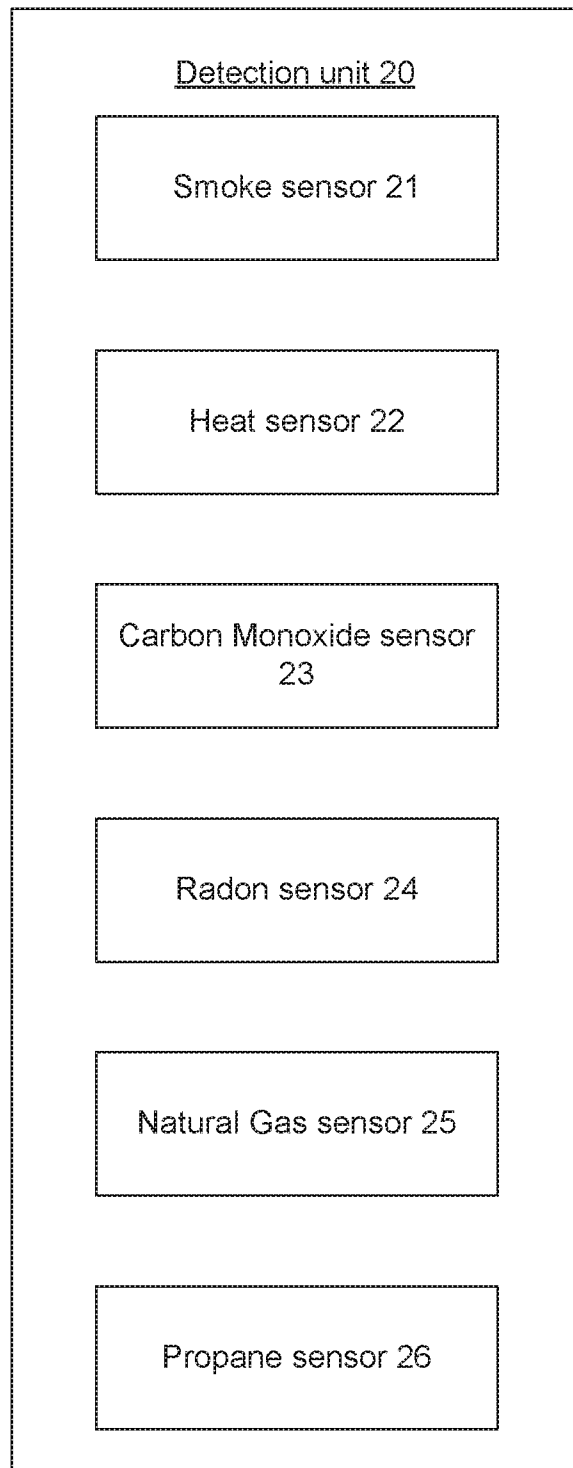 Detection unit 20
Smoke sensor 21
Heat sensor 22
Carbon Monoxide sensor
23
Radon sensor 24
Natural Gas sensor 25
Propane sensor 26